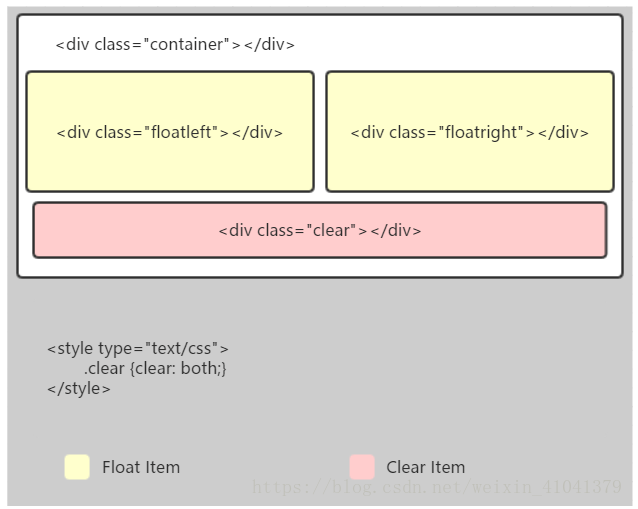 <div class="container"></div>
<div class="floatleft"></div> <div class="floatright"></div>
<div class="clear"></div>
<style type="text/css">
.clear {clear: both;}
</style>
Float Item Clear Item
https://blog.csdn.net/weixin_41041379